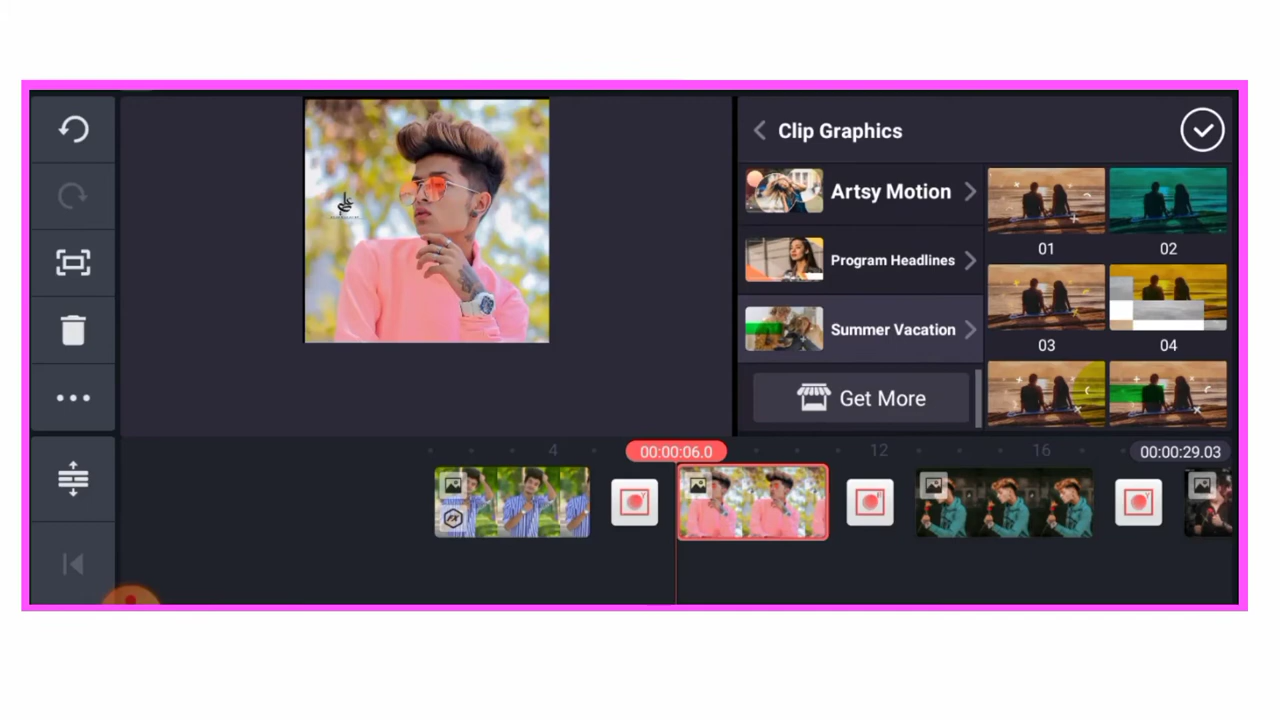 Clip Graphics
Artsy Motion
01
02
Program Headlines
03
04
Summer Vacation
Get More
4
00:00:06.0
12
16
00:00:29.03